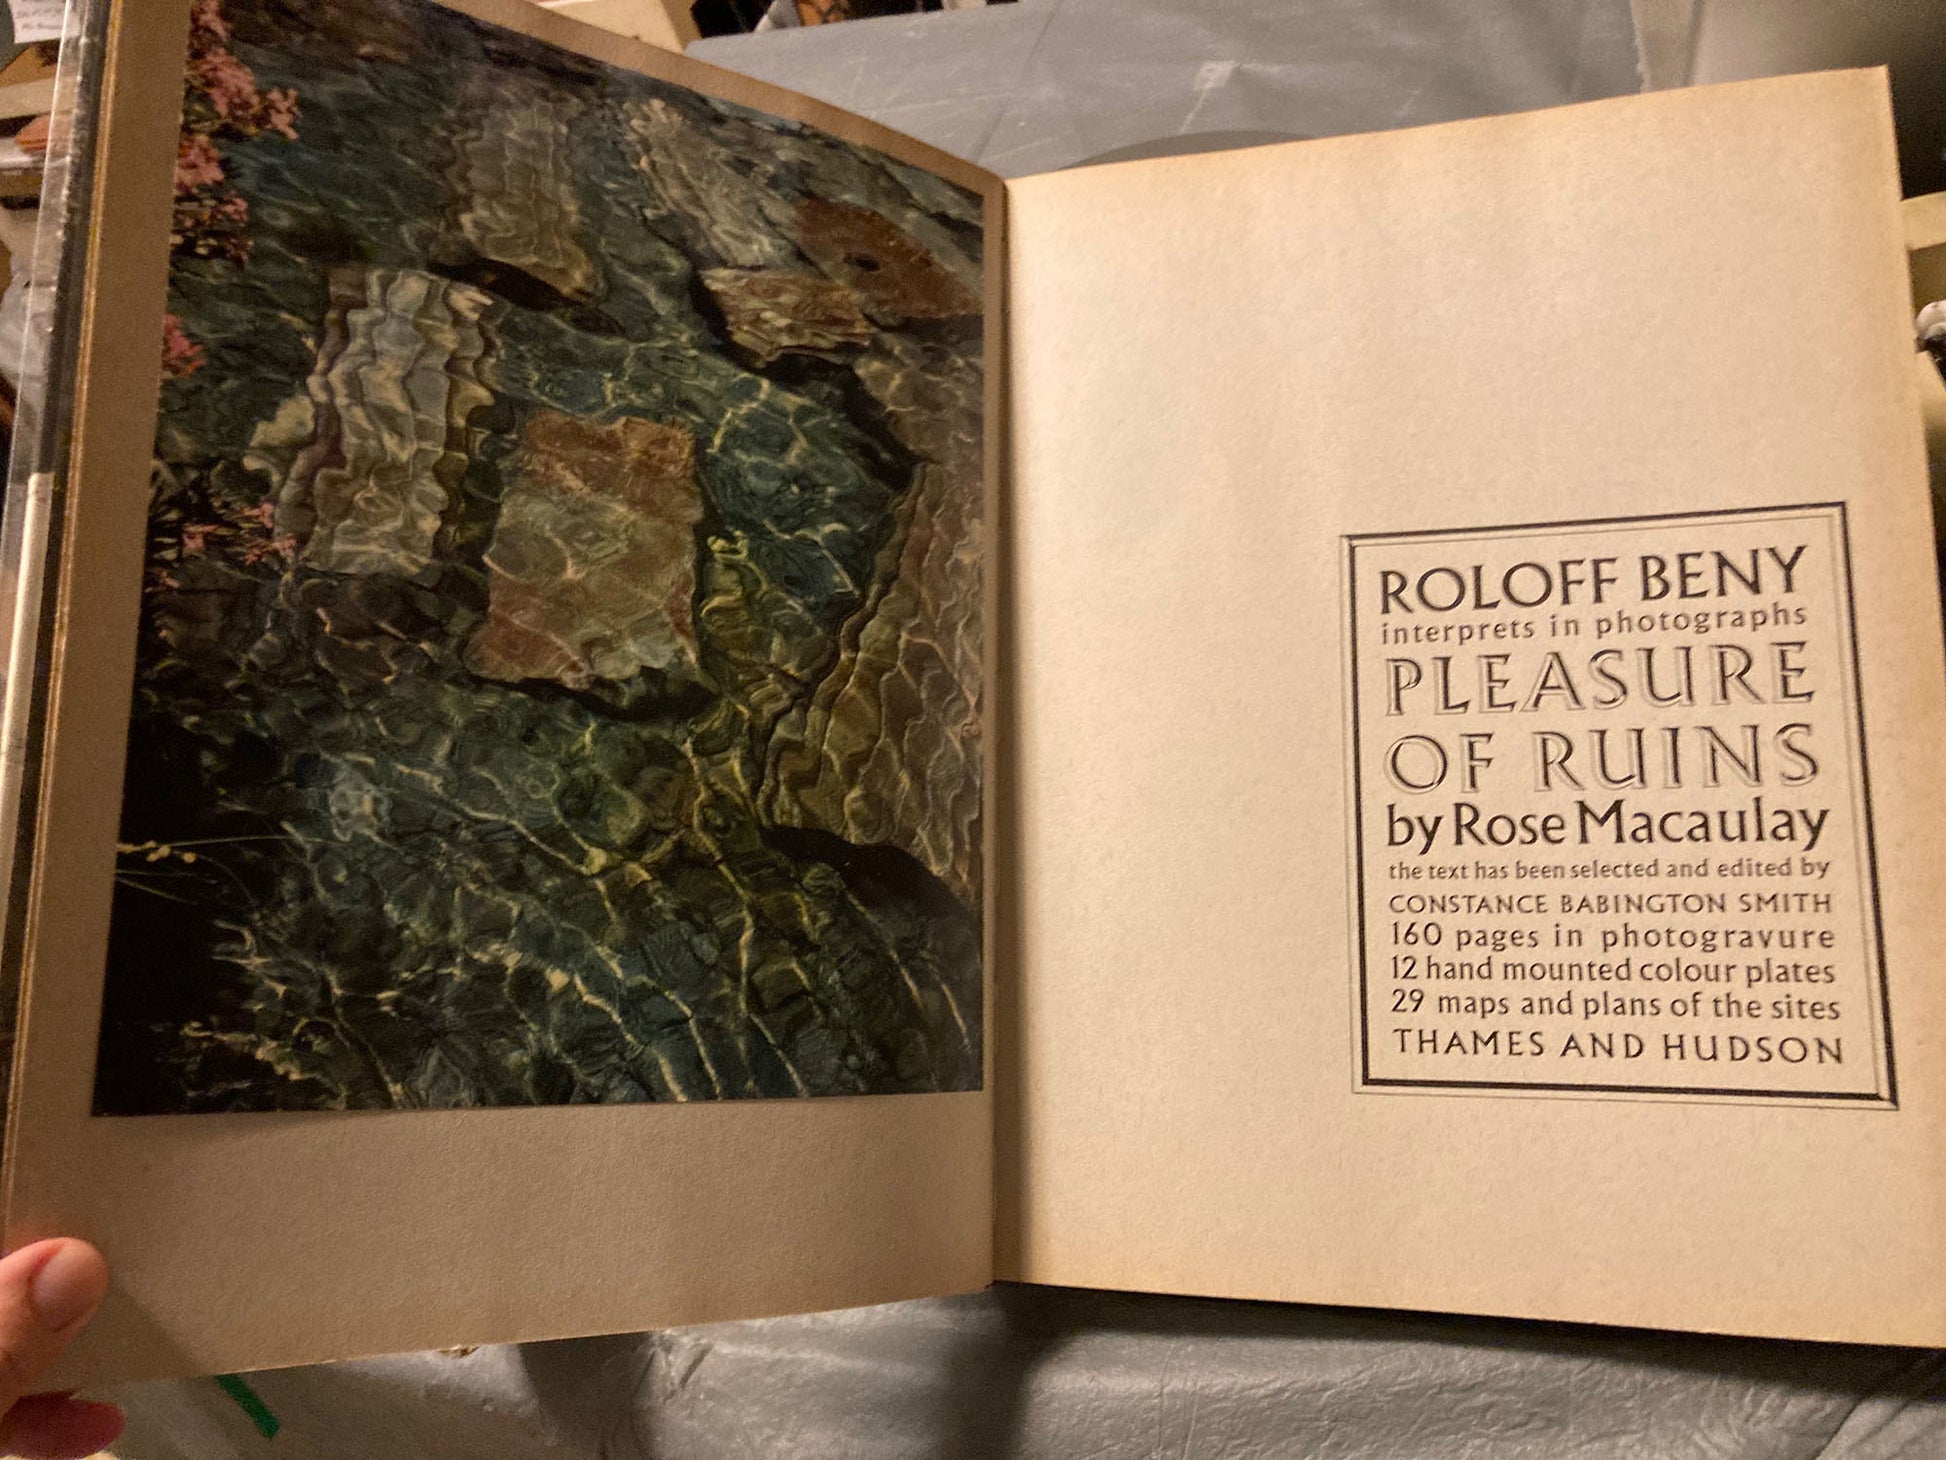 ROLOFF BENY
interprets in photographs
PLEASURE
OF RUINS
by Rose Macaulay
the text has been selected and edited by
CONSTANCE BABINGTON SMITH
160 pages in photogravure
12 hand mounted colour plates
29 maps and plans of the sites
THAMES AND HUDSON